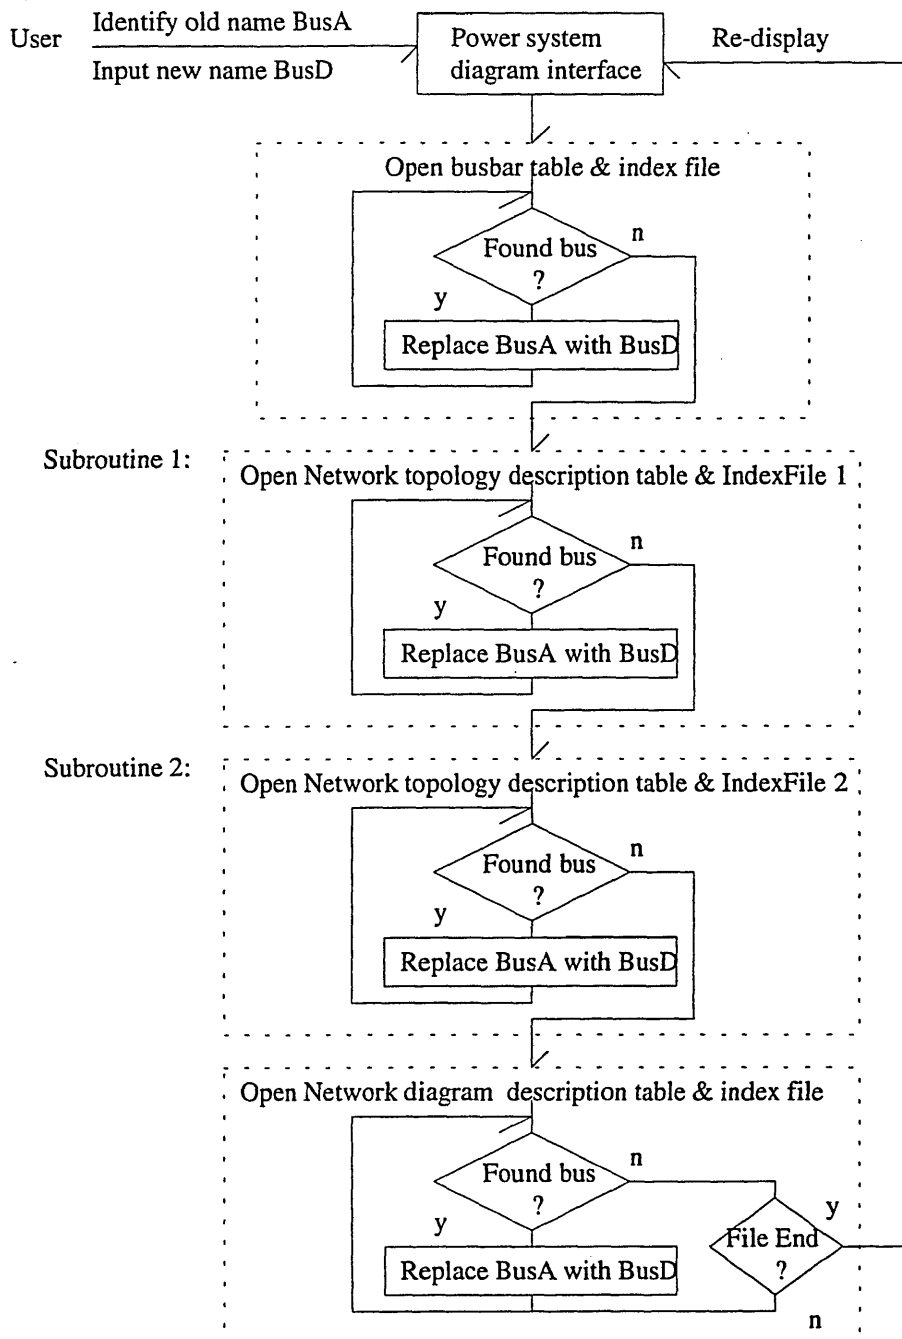 Identify old name BusA
User
Input new name BusD
Power system
diagram interface
Re-display
Open busbar table & index file
Found bus
?
n
y
Replace BusA with BusD
Subroutine 1:
Open Network topology description table & IndexFile 1
Found bus
?
n
y
Replace BusA with BusD
Subroutine 2:
Open Network topology description table & IndexFile 2
Found bus
?
n
y
Replace BusA with BusD
Open Network diagram description table & index file
Found bus
?
n
y
Replace BusA with BusD
File End
?
y
n